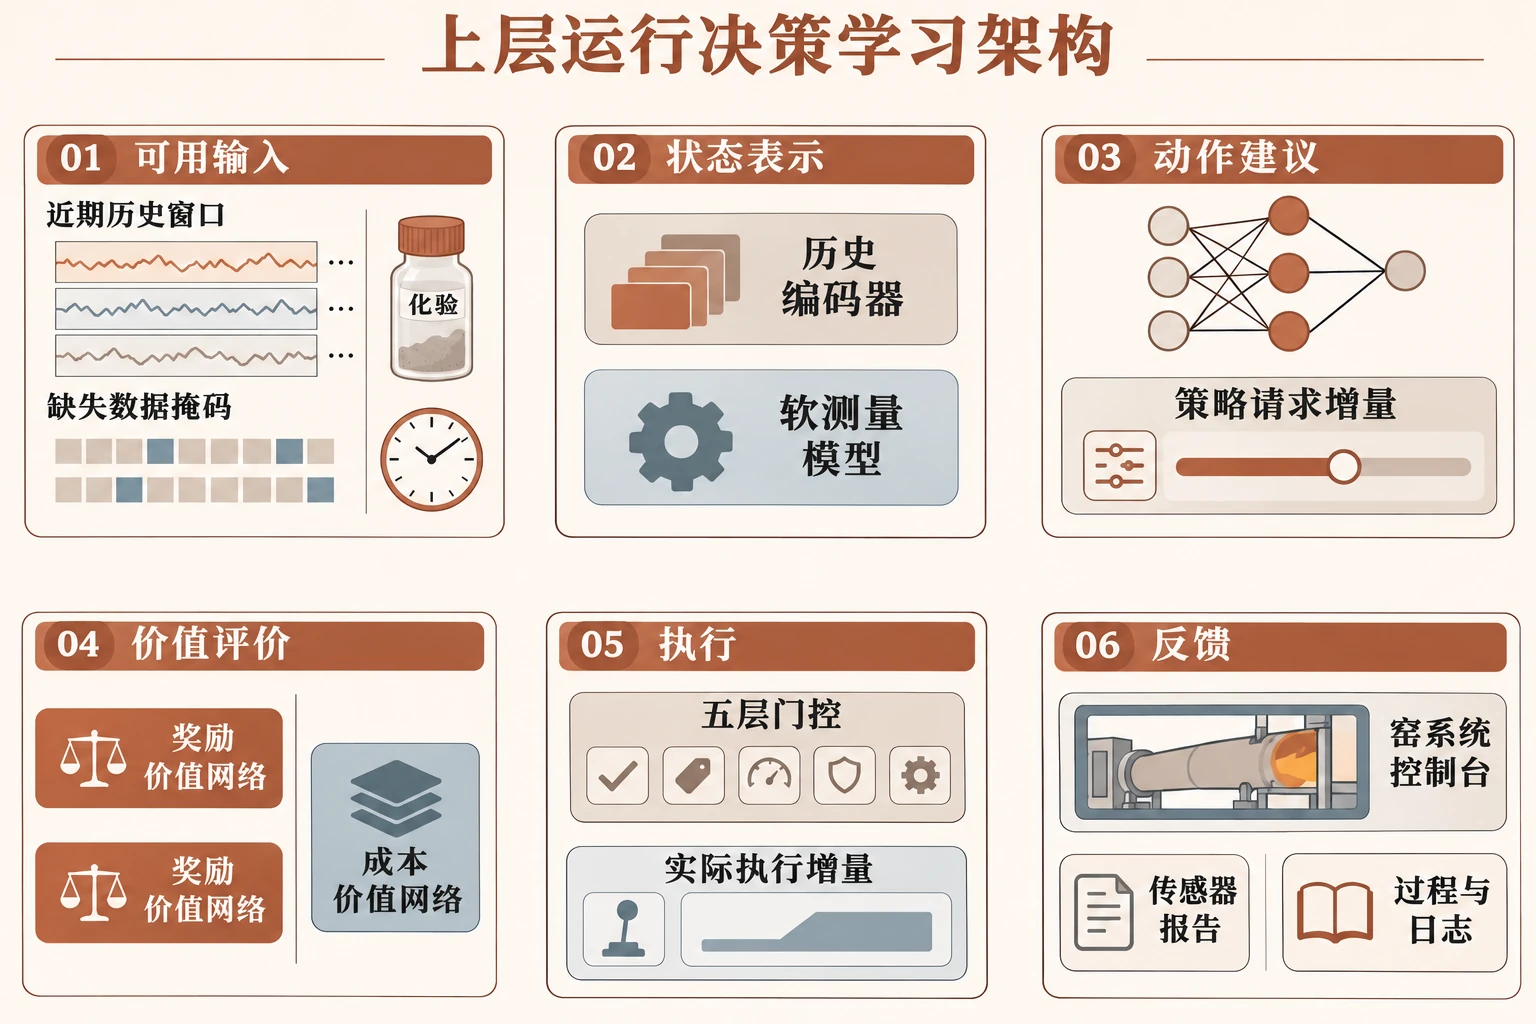 上层运行决策学习架构
01 可用输入
近期历史窗口
...
...
...
化验
缺失数据掩码
02 状态表示
历史
编码器
软测量
模型
03 动作建议
策略请求增量
04 价值评价
奖励
价值网络
奖励
价值网络
成本
价值网络
05 执行
五层门控
实际执行增量
06 反馈
窑系统
控制台
传感器
报告
过程与
日志